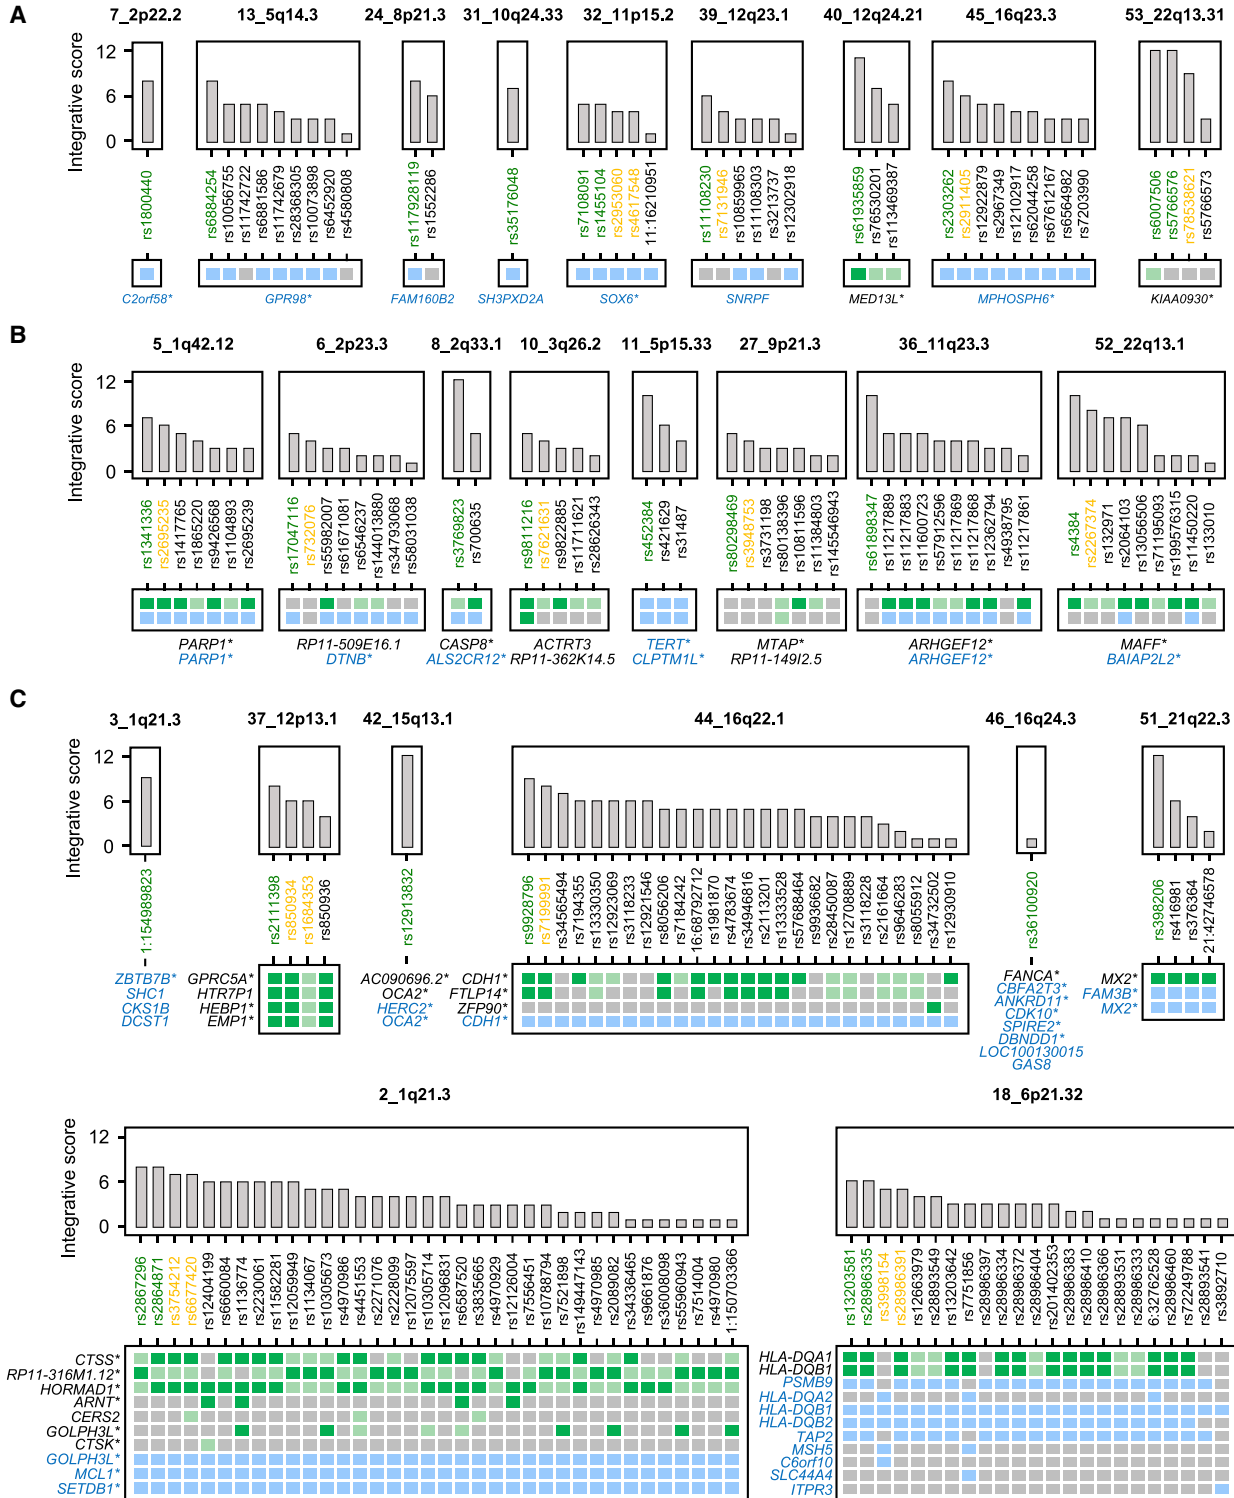 A
7_2p22.2 13_5q14.3 24_8p21.3 31_10q24.33 32_11p15.2 39_12q23.1 40_12q24.21 45_16q23.3 53_22q13.31
Integrative score
12
6
0
rs1800440
rs6884254 rs10056755 rs11742722 rs6881586 rs11742679 rs28368305 rs10073898 rs6452920 rs4580808
rs117928119 rs1552286
rs35176048
rs7108091 rs1455104 rs2953060 rs4617548 11:16210951
rs11108230 rs7131946 rs10859965 rs11108303 rs3213737 rs12302918
rs61935859 rs76530201 rs113469387
rs2303262 rs2911405 rs12922879 rs2967349 rs12102917 rs2044258 rs67612167 rs6564982 rs7203990
rs6007506 rs5766576 rs78538621 rs5766573
C2orf58* GPR98* FAM160B2 SH3PXD2A SOX6* SNRPF MED13L* MPHOSPH6* KIAA0930*
B
5_1q42.12 6_2p23.3 8_2q33.1 10_3q26.2 11_5p15.33 27_9p21.3 36_11q23.3 52_22q13.1
Integrative score
12
6
0
rs1341336 rs2695235 rs1417765 rs1865220 rs9426568 rs1104893 rs2695239
rs17047116 rs732076 rs55982007 rs61671081 rs6546237 rs144013880 rs34793068 rs58031038
rs3769823 rs700635
rs9811216 rs7621631 rs9822885 rs11711621 rs28626343
rs452384 rs421629 rs31487
rs80298469 rs3948753 rs3731198 rs80138396 rs10811596 rs11384803 rs145546943
rs61898347 rs11217889 rs11217883 rs11600723 rs57912596 rs11217869 rs11217868 rs12362794 rs4938795 rs11217861
rs4384 rs2267374 rs132971 rs2064103 rs13056506 rs71195093 rs199576315 rs11450220 rs133010
PARP1* RP11-509E16.1 CASP8* ACTRT3 TERT* MTAP* ARHGEF12* MAFF*
PARP1* DTNB* ALS2CR12* RP11-362K14.5 CLPTM1L* RP11-149I2.5 ARHGEF12* BAIAP2L2*
C
3_1q21.3 37_12p13.1 42_15q13.1 44_16q22.1 46_16q24.3 51_21q22.3
Integrative score
12
6
0
1:154989823
rs2111398 rs850934 rs1684353 rs850936
rs12913832
rs9928796 rs7199991 rs34565494 rs7194355 rs13330350 rs12923069 rs3118233 rs12921546 rs8056206 rs7184242 16:68792712 rs1981870 rs4783674 rs34946816 rs2113201 rs13333528 rs57688464 rs9936682 rs28450087 rs12708889 rs3118228 rs2161664 rs9646283 rs8055912 rs34732502 rs12930910
rs36100920
rs398206 rs416981 rs376364 21:42746578
ZBTB7B*
SHC1
CKS1B
DCST1
GPRC5A*
HTR7P1
HEBP1*
EMP1*
AC090696.2*
OCA2*
HERC2*
OCA2*
CDH1*
FTLP14*
ZFP90*
CDH1*
FANCA*
CBFA2T3*
ANKRD11*
CDK10*
SPIRE2*
DBNDD1*
LOC100130015
GAS8
MX2*
FAM3B*
MX2*
2_1q21.3 18_6p21.32
Integrative score
12
6
0
rs2867296 rs2864871 rs3754212 rs6677420 rs12404199 rs6660084 rs1136774 rs2230061 rs11582281 rs12059949 rs1134067 rs10305673 rs4970986 rs4451553 rs2271076 rs2228099 rs12075597 rs10305714 rs12096831 rs6587520 rs3835665 rs4970929 rs12126004 rs7556451 rs10788794 rs7521898 rs149447143 rs4970985 rs2089082 rs34336465 rs9661876 rs36008098 rs55960943 rs7514004 rs4970980 1:150703366
CTSS*
RP11-316M1.12*
HORMAD1*
ARNT*
CERS2
GOLPH3L*
CTSK*
GOLPH3L*
MCL1*
SETDB1*
12
6
0
rs13203581 rs28986335 rs3998154 rs28986391 rs12663979 rs28893549 rs13203642 rs7751856 rs28986397 rs28986334 rs28986372 rs28986404 rs201402353 rs28986383 rs28986410 rs28986366 rs28893531 rs28986333 6:32762528 rs28986460 rs72249788 rs28893541 rs3892710
HLA-DQA1
HLA-DQB1
PSMB9
HLA-DQA2
HLA-DQB1
HLA-DQB2
TAP2
MSH5
C6orf10
SLC44A4
ITPR3